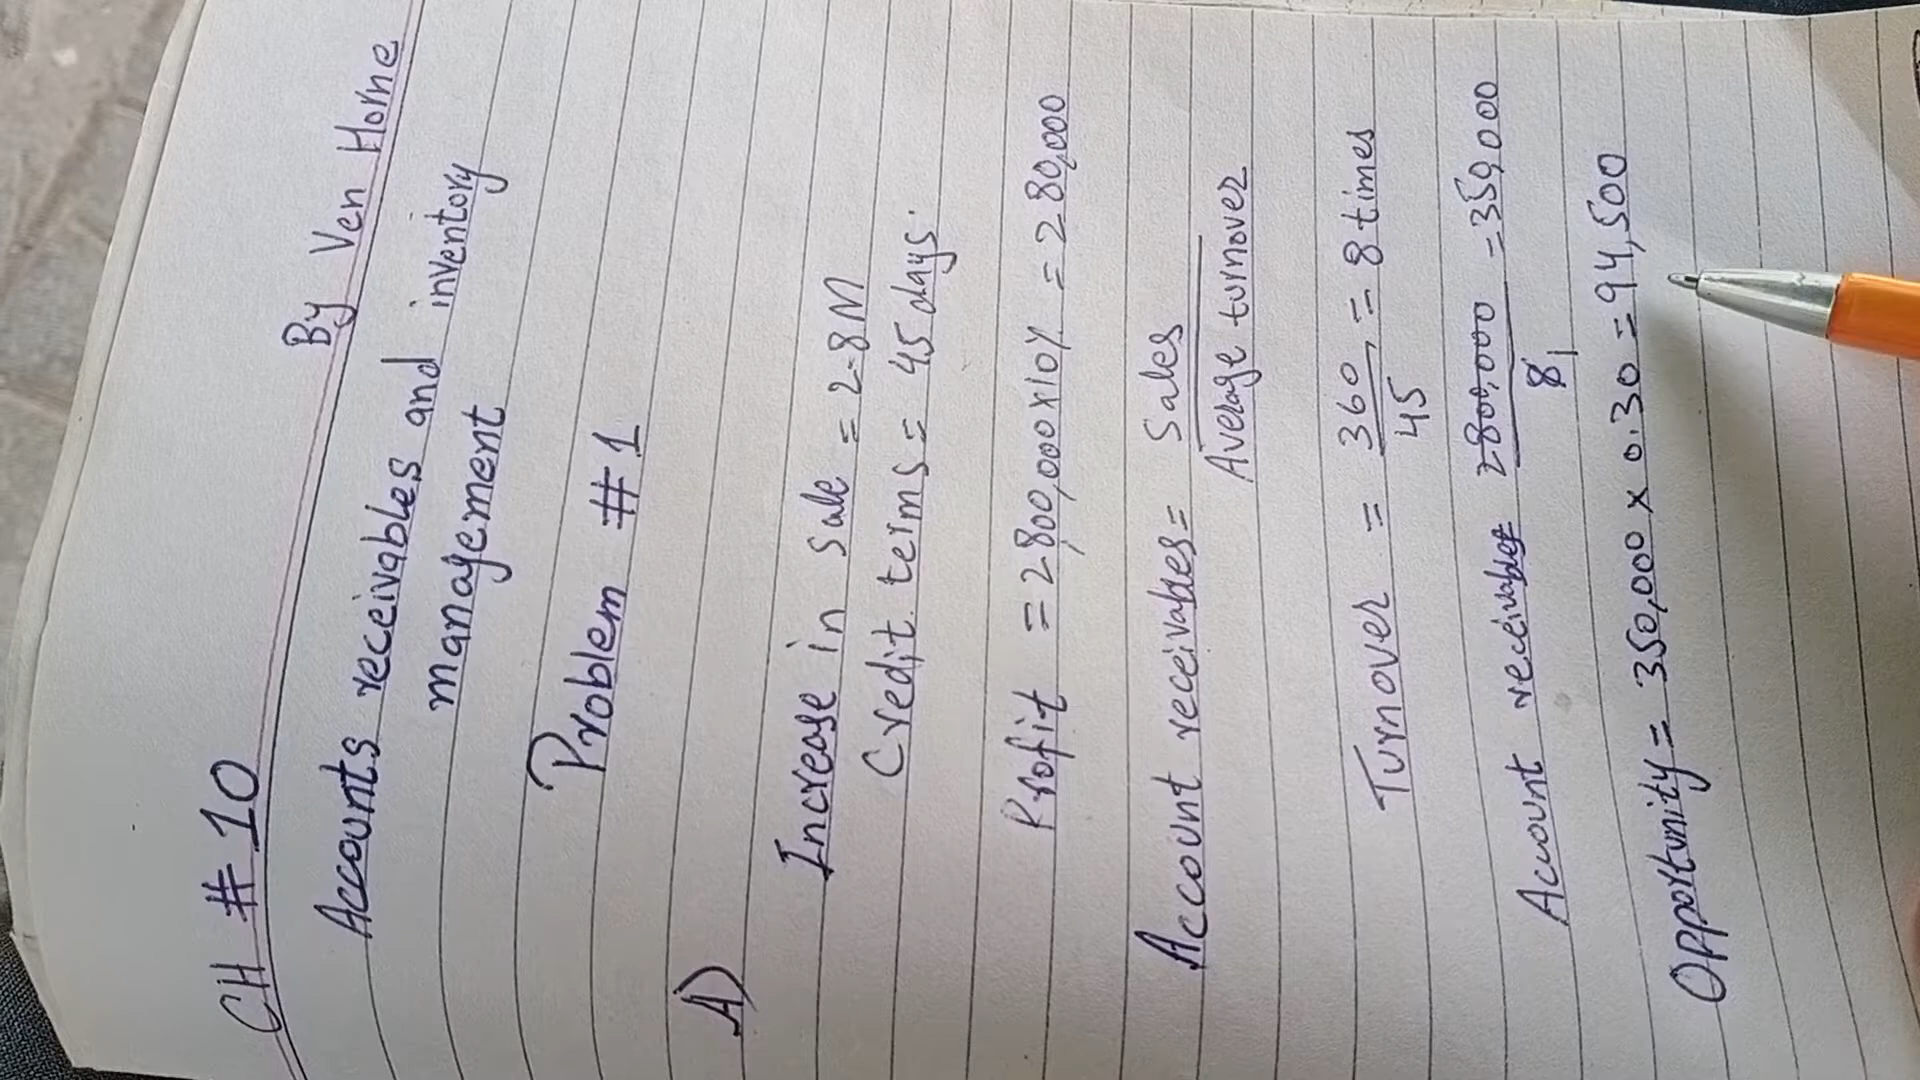 CH # 10
By Ven Horne
Accounts receivables and inventory
management
Problem # 1
A)
Increase in sale = 2.8M
Credit terms = 45 days.
Profit = 2800,000x10% = 280,000
Account receivables = Sales
Average turnover
Turnover = 360 = 8 times
45
Account receivables 2800,000 = 350,000
8
Opportunity = 350,000 x 0.30 = 94,500